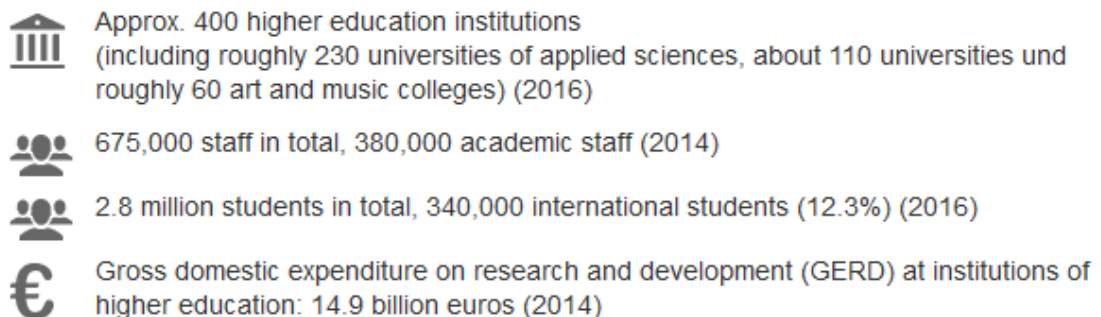 Approx. 400 higher education institutions
(including roughly 230 universities of applied sciences, about 110 universities und
roughly 60 art and music colleges) (2016)
675,000 staff in total, 380,000 academic staff (2014)
2.8 million students in total, 340,000 international students (12.3%) (2016)
Gross domestic expenditure on research and development (GERD) at institutions of
higher education: 14.9 billion euros (2014)